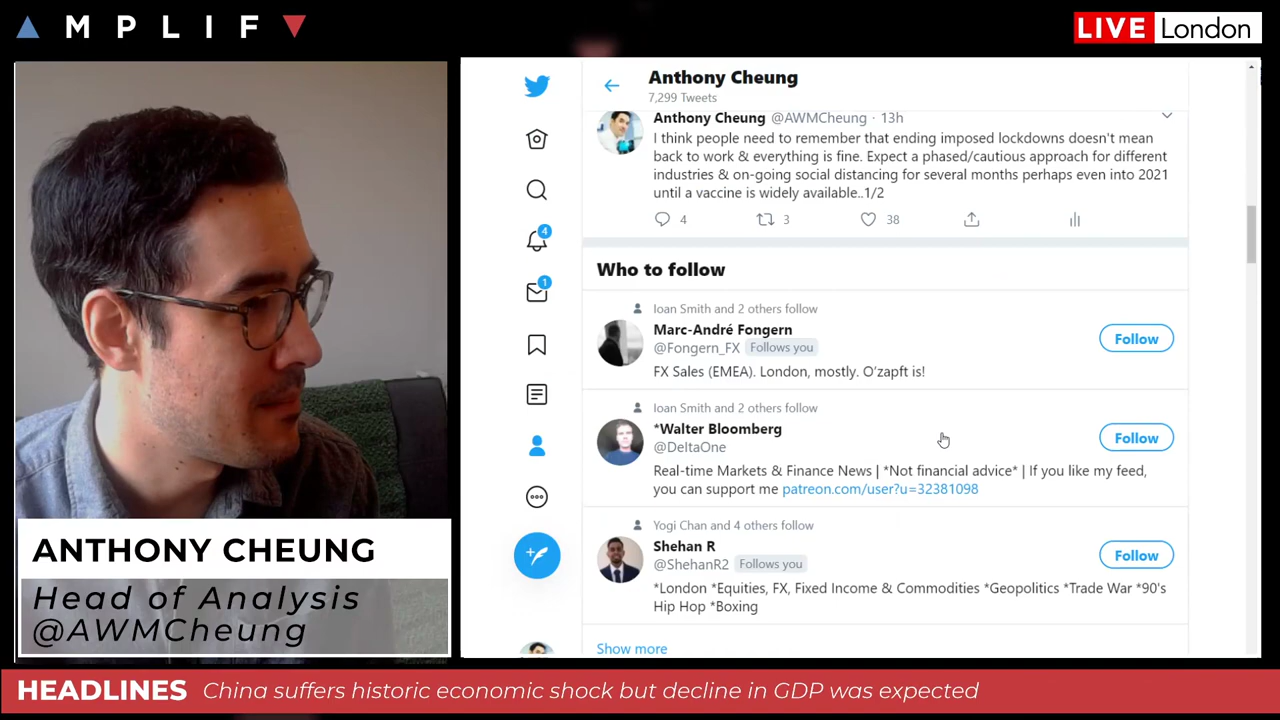 AMPLIFY
LIVE London
Anthony Cheung
7,299 Tweets
Anthony Cheung @AWMCheung · 13h
I think people need to remember that ending imposed lockdowns doesn't mean
back to work & everything is fine. Expect a phased/cautious approach for different
industries & on-going social distancing for several months perhaps even into 2021
until a vaccine is widely available..1/2
4 3 38
4
1
Who to follow
Ioan Smith and 2 others follow
Marc-André Fongern
@Fongern_FX Follows you
Follow
FX Sales (EMEA). London, mostly. O'zapft is!
Ioan Smith and 2 others follow
*Walter Bloomberg
@DeltaOne
Follow
Real-time Markets & Finance News | *Not financial advice* | If you like my feed,
you can support me patreon.com/user?u=32381098
Yogi Chan and 4 others follow
Shehan R
@ShehanR2 Follows you
Follow
*London *Equities, FX, Fixed Income & Commodities *Geopolitics *Trade War *90's
Hip Hop *Boxing
Show more
ANTHONY CHEUNG
Head of Analysis
@AWMCheung
HEADLINES China suffers historic economic shock but decline in GDP was expected